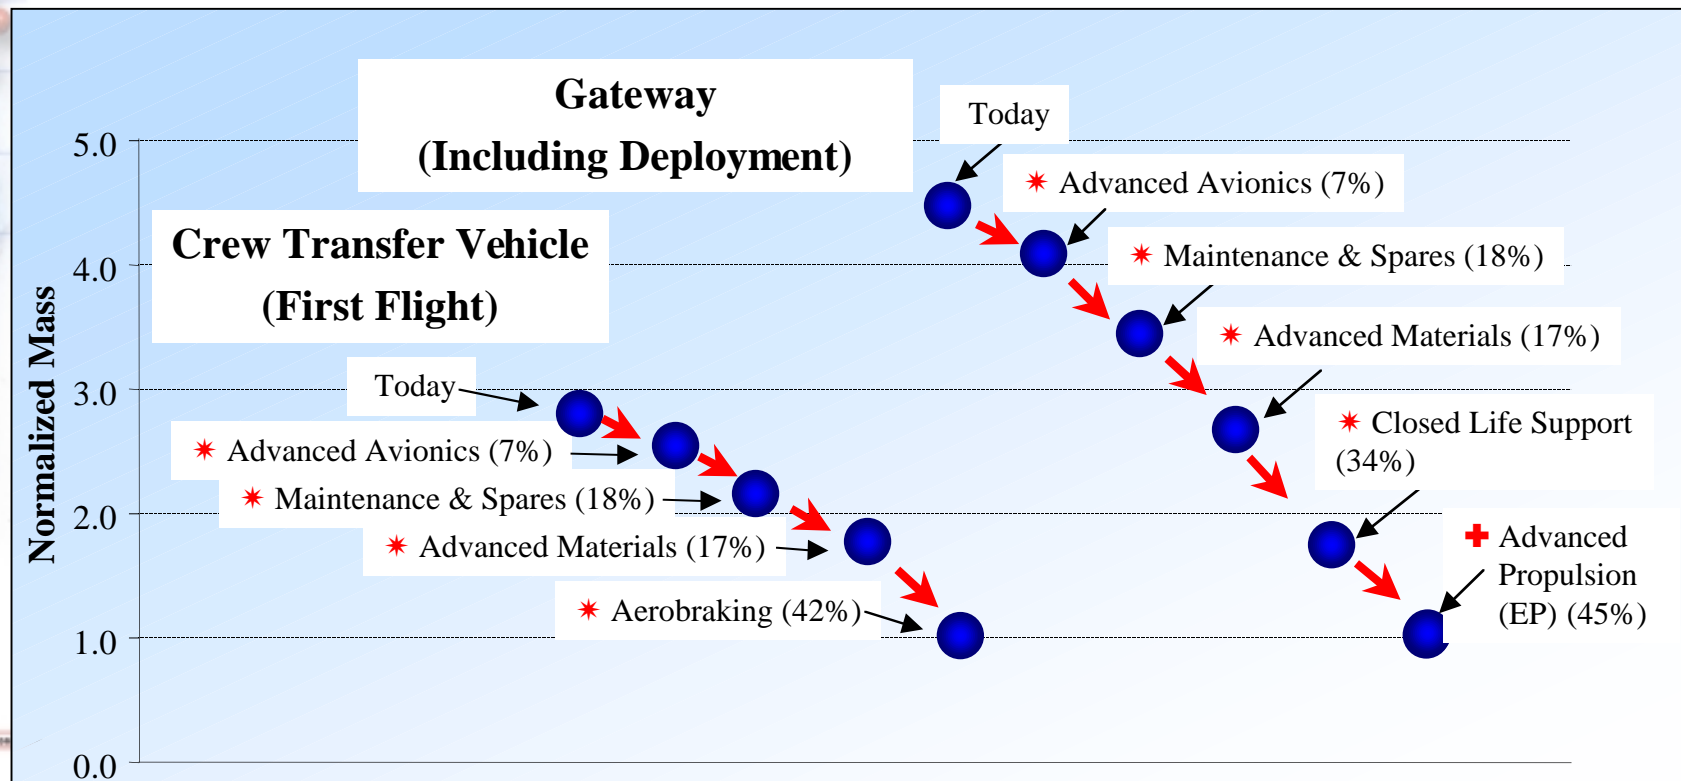 Gateway
(Including Deployment)
Today
5.0
✷ Advanced Avionics (7%)
Crew Transfer Vehicle
(First Flight)
✷ Maintenance & Spares (18%)
4.0
✷ Advanced Materials (17%)
Normalized Mass
3.0
Today
✷ Closed Life Support
(34%)
✷ Advanced Avionics (7%)
✷ Maintenance & Spares (18%)
2.0
✷ Advanced Materials (17%)
✚ Advanced
Propulsion
(EP) (45%)
✷ Aerobraking (42%)
1.0
0.0